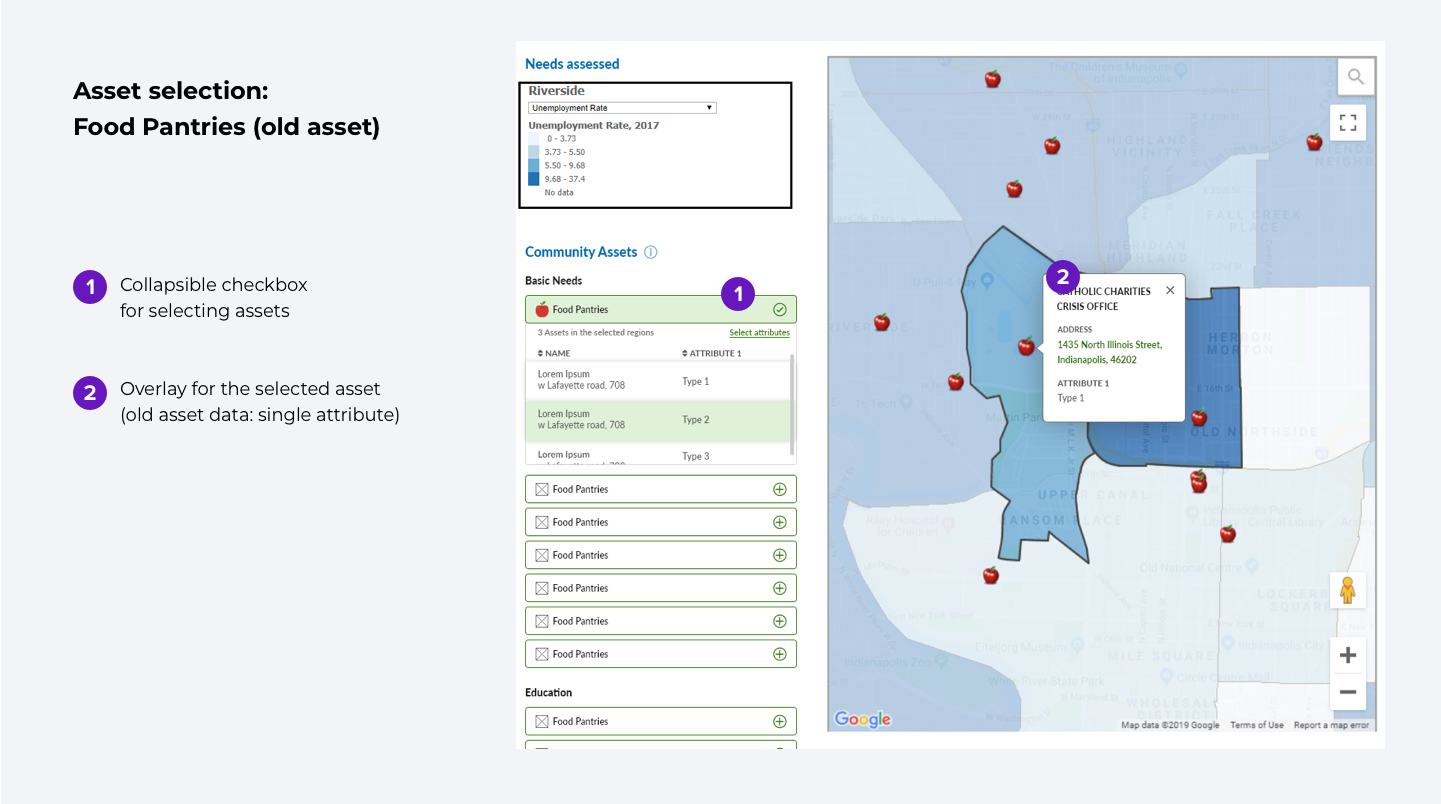 Asset selection:
Food Pantries (old asset)
1
Collapsible checkbox
for selecting assets
2
Overlay for the selected asset
(old asset data: single attribute)
Needs assessed
Riverside
Unemployment Rate
Unemployment Rate, 2017
0 - 3.73
3.73 - 5.50
5.50 - 9.68
9.68 - 37.4
No data
Community Assets
Basic Needs
1
Food Pantries
3 Assets in the selected regions
Select attributes
NAME
ATTRIBUTE 1
Lorem Ipsum
w Lafayette road, 708
Type 1
Lorem Ipsum
w Lafayette road, 708
Type 2
Lorem Ipsum
Type 3
Food Pantries
Food Pantries
Food Pantries
Food Pantries
Food Pantries
Food Pantries
Education
Food Pantries
The Children's Museum
of Indianapolis
HIGHLAND
VICINITY
FALL CREEK
PLACE
MERIDIAN
HIGHLAND
2
CATHOLIC CHARITIES
CRISIS OFFICE
ADDRESS
1435 North Illinois Street,
Indianapolis, 46202
ATTRIBUTE 1
Type 1
HERRON
MORTON
E 16th St
OLD NORTHSIDE
UPPER CANAL
RANSOM PLACE
Riley Hospital
for Children
Indianapolis Public
Library - Central Library
Old National Centre
Eiteljorg Museum
Indianapolis Zoo
White River State Park
MILE SQUARE
Indianapolis City
Circle Centre Mall
WHOLESALE
DISTRICT
Google
Map data ©2019 Google
Terms of Use
Report a map error